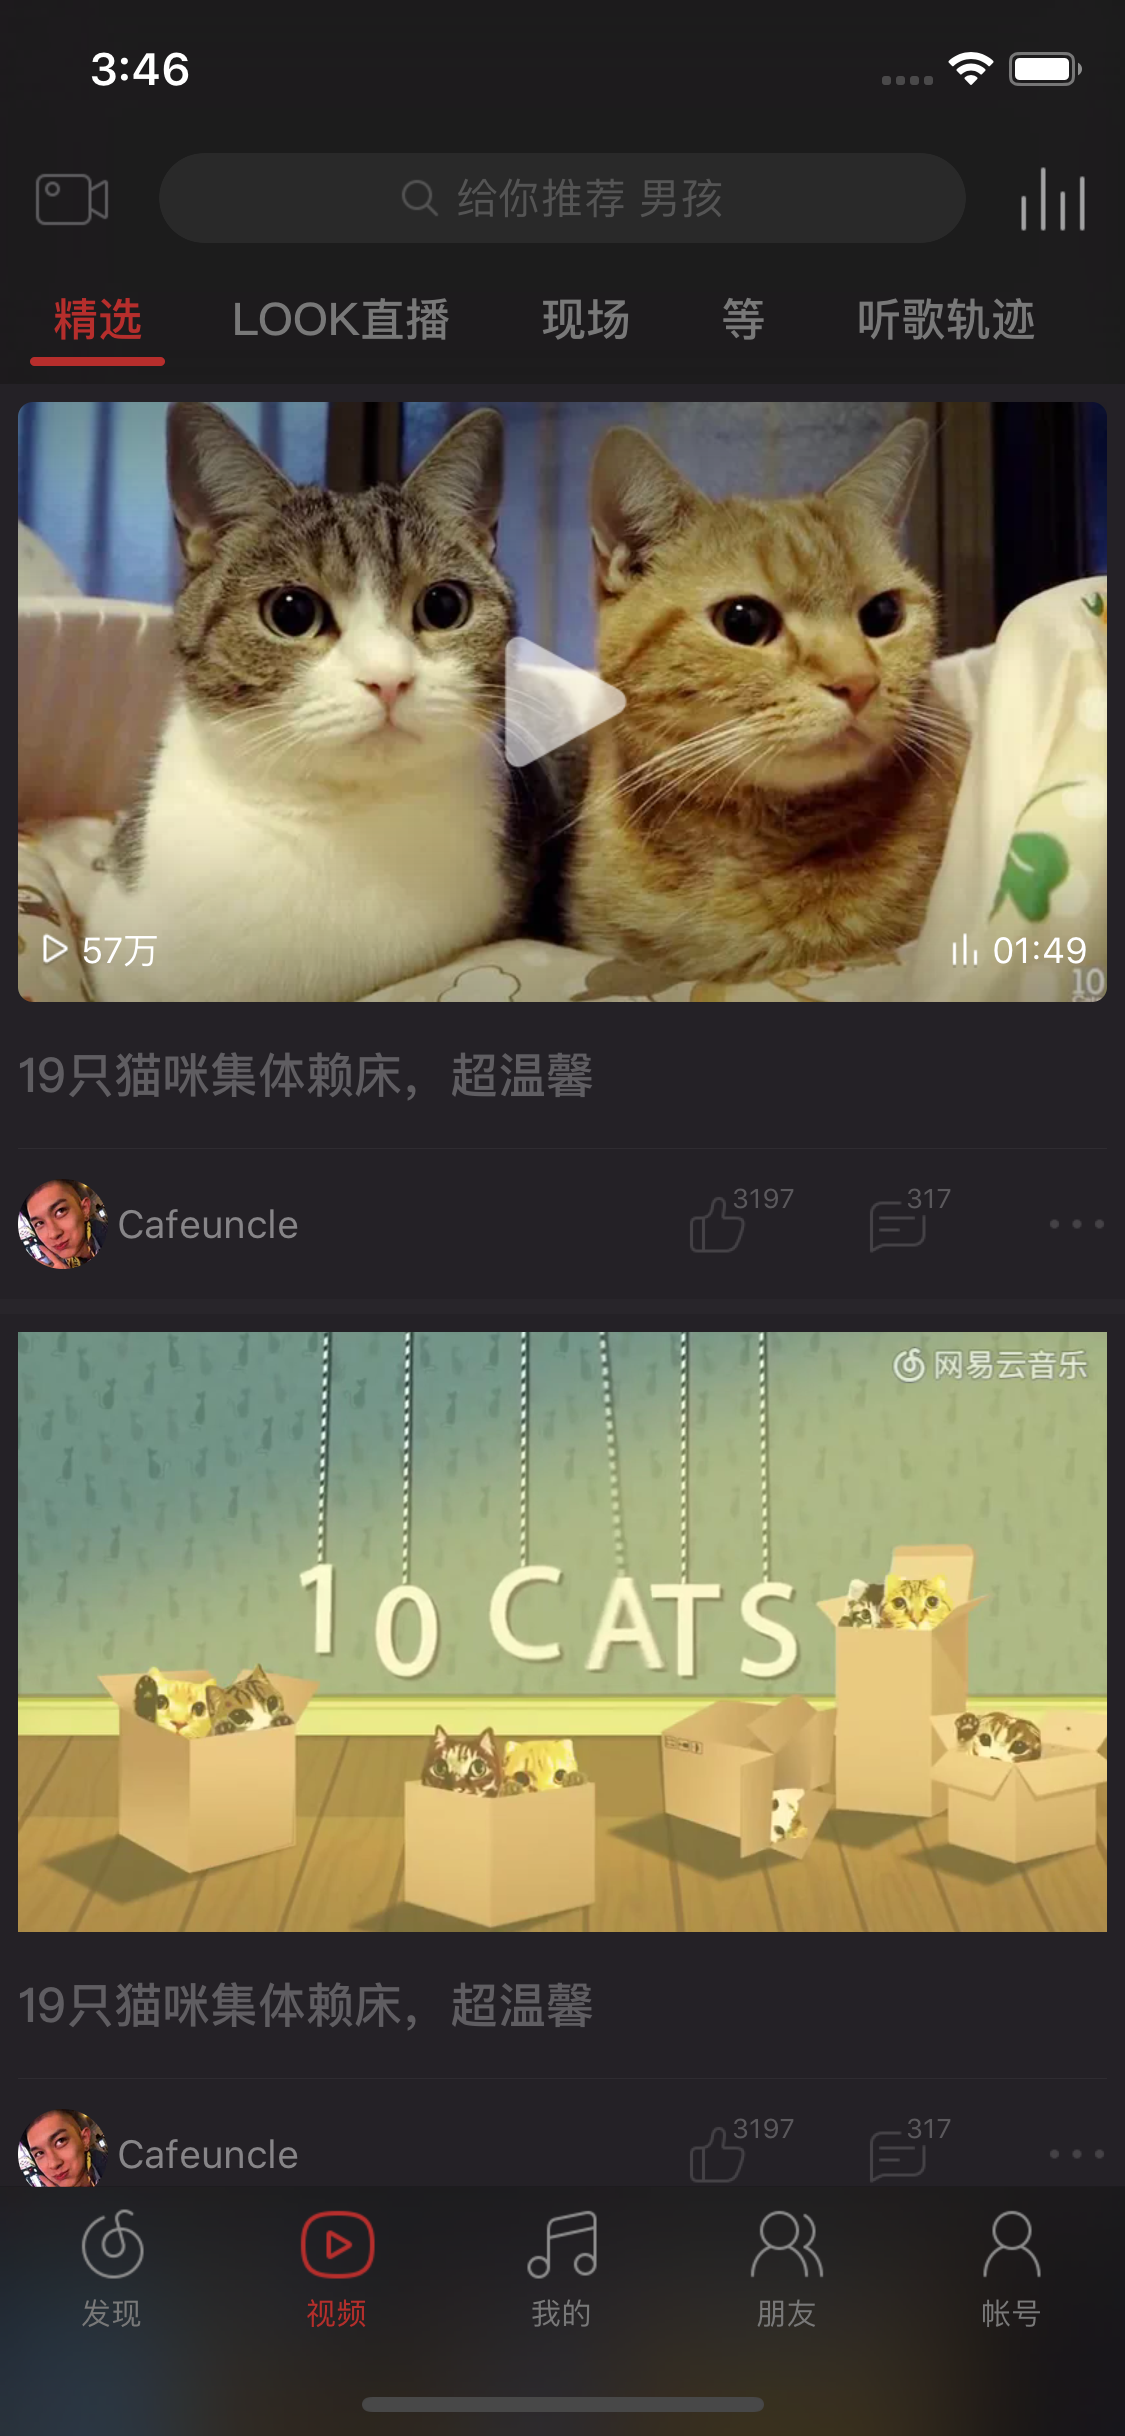 3:46
给你推荐 男孩
精选 LOOK直播 现场 等 听歌轨迹
57万 01:49
10
19只猫咪集体赖床，超温馨
Cafeuncle 3197 317
网易云音乐
10 CATS
19只猫咪集体赖床，超温馨
Cafeuncle 3197 317
发现 视频 我的 朋友 帐号